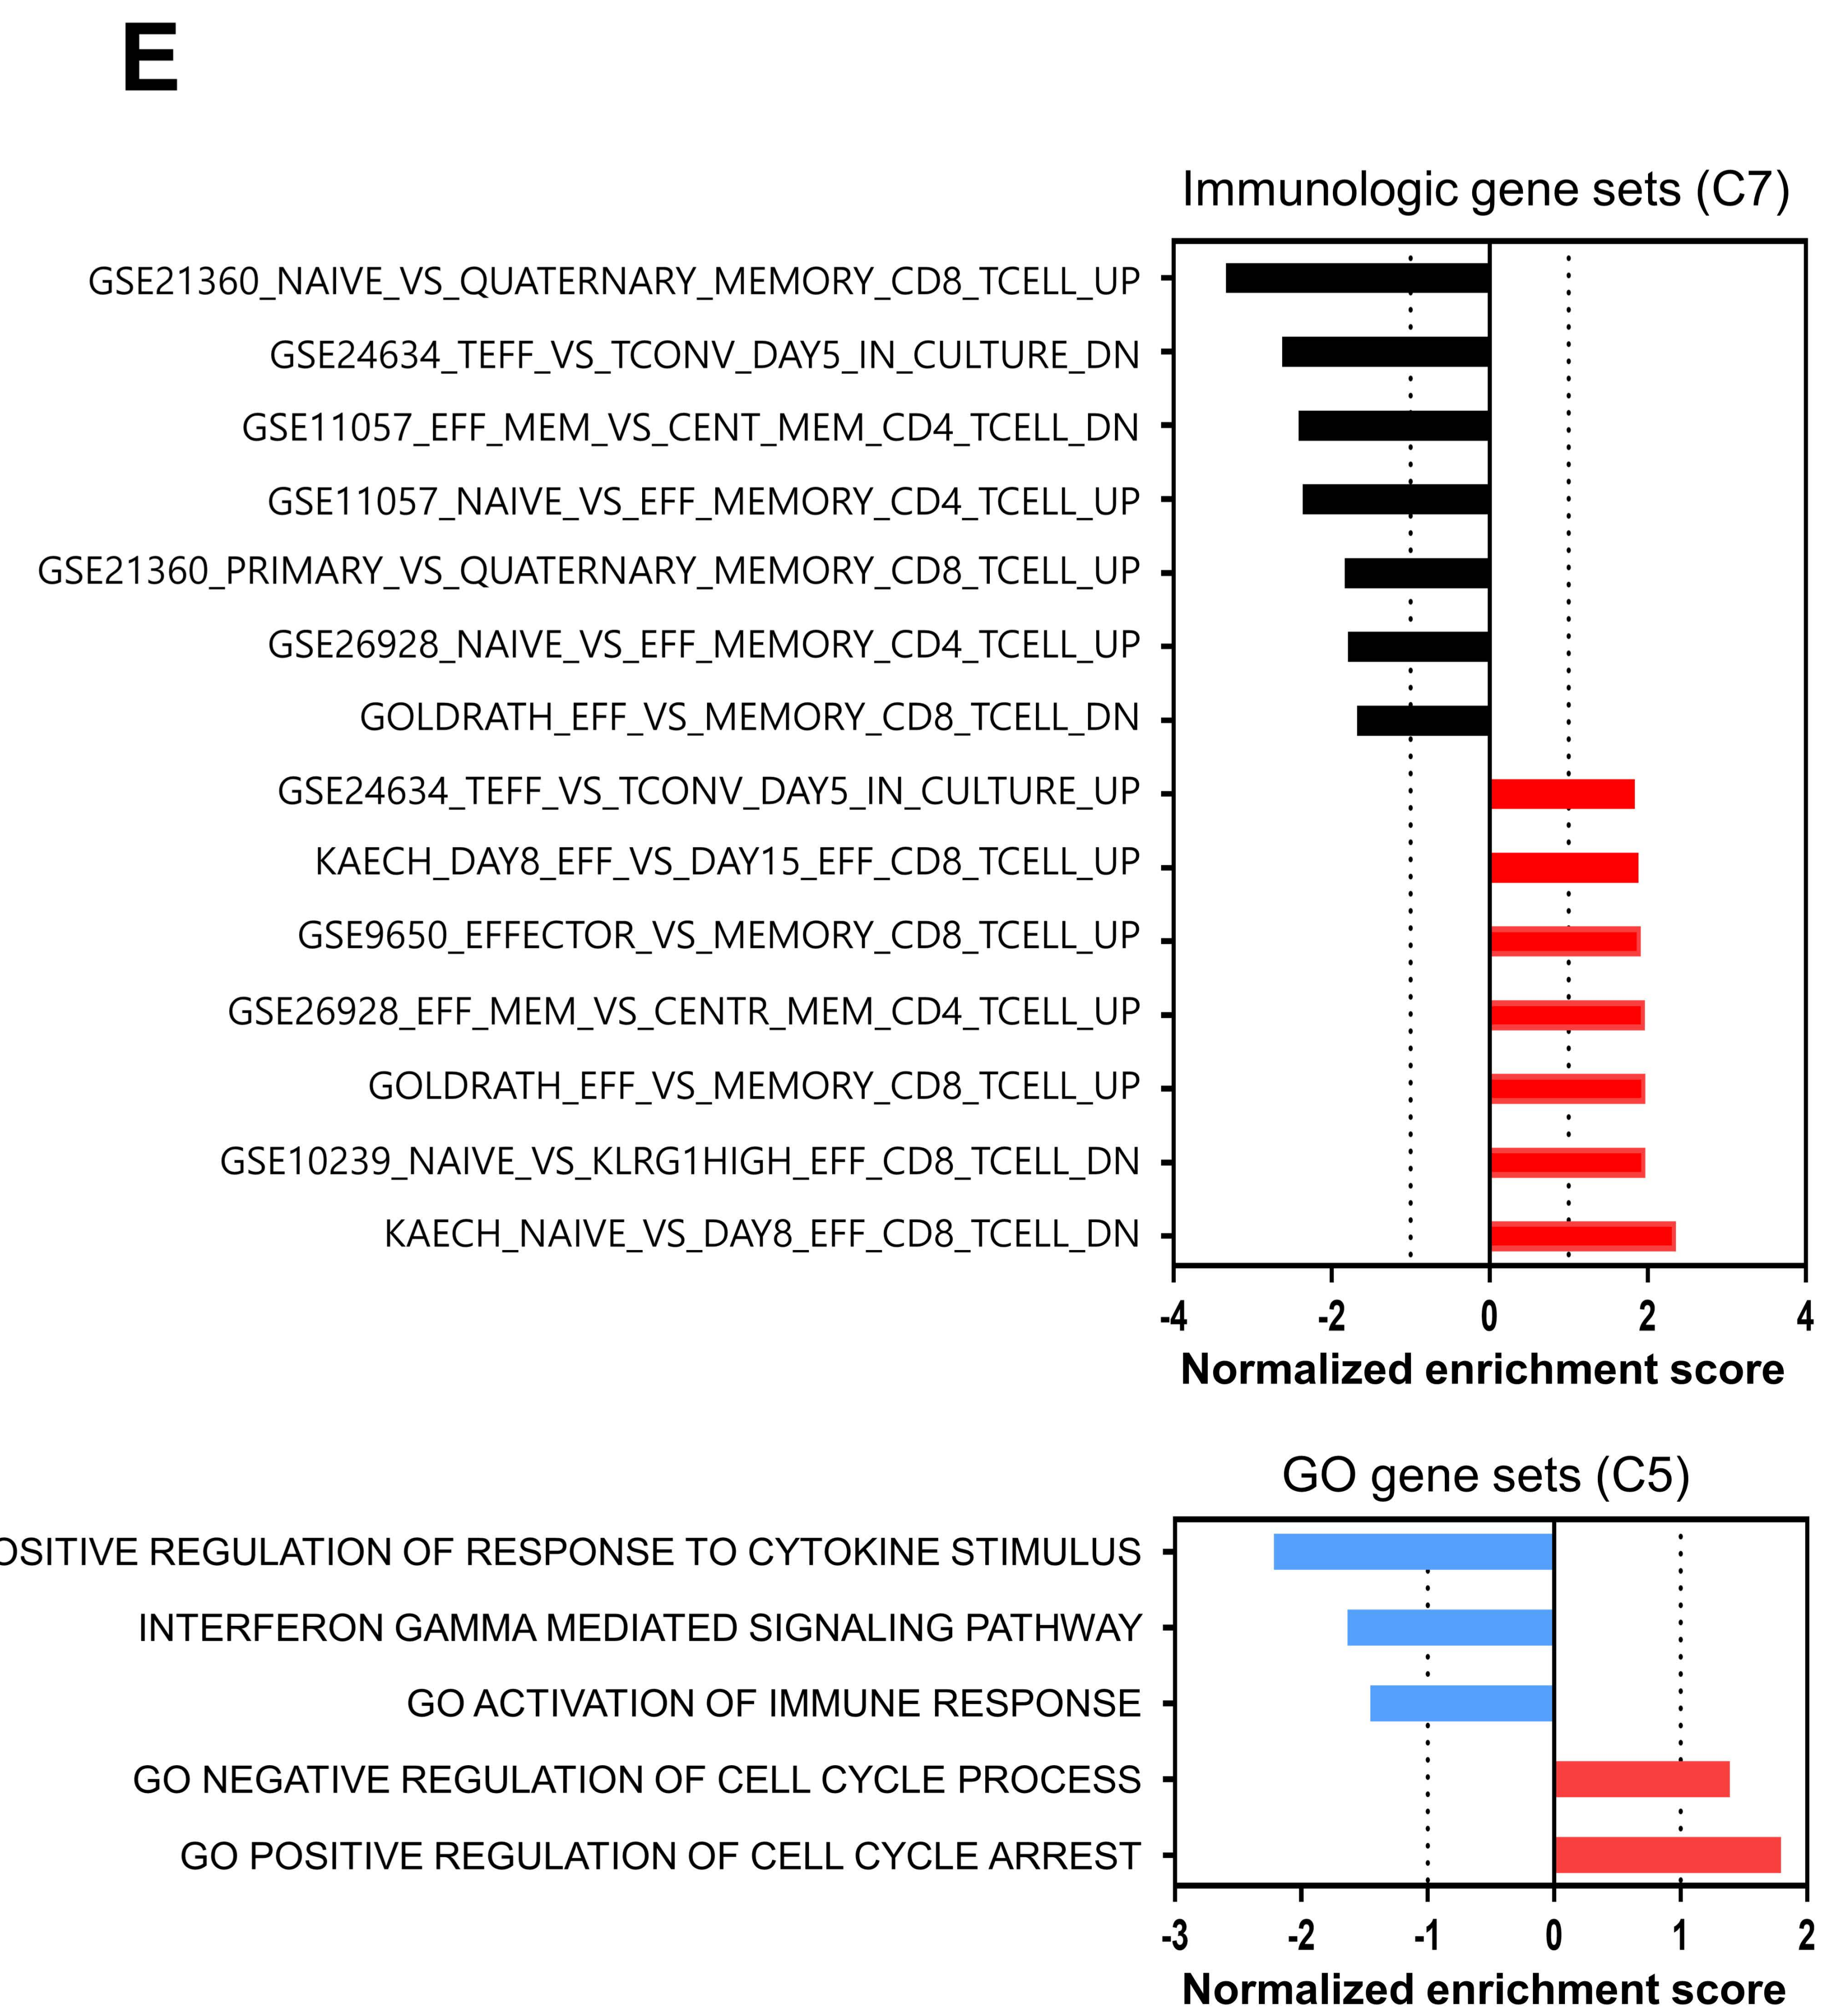 E
Immunologic gene sets (C7)
GSE21360_NAIVE_VS_QUATERNARY_MEMORY_CD8_TCELL_UP
GSE24634_TEFF_VS_TCONV_DAY5_IN_CULTURE_DN
GSE11057_EFF_MEM_VS_CENT_MEM_CD4_TCELL_DN
GSE11057_NAIVE_VS_EFF_MEMORY_CD4_TCELL_UP
GSE21360_PRIMARY_VS_QUATERNARY_MEMORY_CD8_TCELL_UP
GSE26928_NAIVE_VS_EFF_MEMORY_CD4_TCELL_UP
GOLDRATH_EFF_VS_MEMORY_CD8_TCELL_DN
GSE24634_TEFF_VS_TCONV_DAY5_IN_CULTURE_UP
KAECH_DAY8_EFF_VS_DAY15_EFF_CD8_TCELL_UP
GSE9650_EFFECTOR_VS_MEMORY_CD8_TCELL_UP
GSE26928_EFF_MEM_VS_CENTR_MEM_CD4_TCELL_UP
GOLDRATH_EFF_VS_MEMORY_CD8_TCELL_UP
GSE10239_NAIVE_VS_KLRG1HIGH_EFF_CD8_TCELL_DN
KAECH_NAIVE_VS_DAY8_EFF_CD8_TCELL_DN
-4 -2 0 2 4
Normalized enrichment score
GO gene sets (C5)
OSITIVE REGULATION OF RESPONSE TO CYTOKINE STIMULUS
INTERFERON GAMMA MEDIATED SIGNALING PATHWAY
GO ACTIVATION OF IMMUNE RESPONSE
GO NEGATIVE REGULATION OF CELL CYCLE PROCESS
GO POSITIVE REGULATION OF CELL CYCLE ARREST
-3 -2 -1 0 1 2
Normalized enrichment score